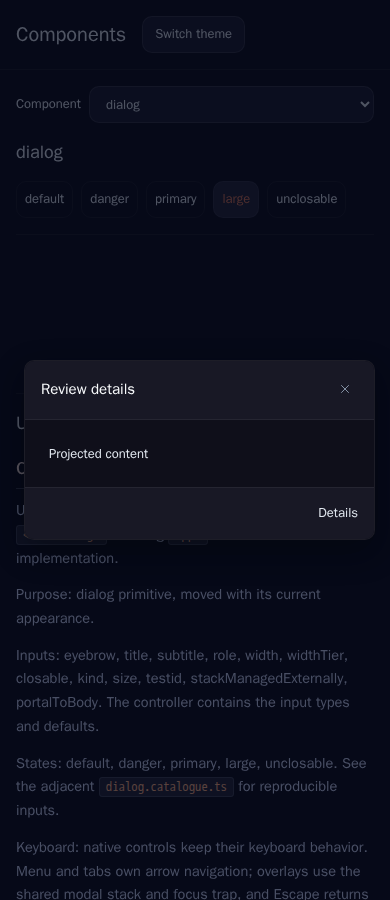 Components
Switch theme
Component
dialog
dialog
default
danger
primary
large
unclosable
Review details
Projected content
Details
implementation.
Purpose: dialog primitive, moved with its current
appearance.
Inputs: eyebrow, title, subtitle, role, width, widthTier,
closable, kind, size, testid, stackManagedExternally,
portalToBody. The controller contains the input types
and defaults.
States: default, danger, primary, large, unclosable. See
the adjacent dialog.catalogue.ts for reproducible
inputs.
Keyboard: native controls keep their keyboard behavior.
Menu and tabs own arrow navigation; overlays use the
shared modal stack and focus trap, and Escape returns